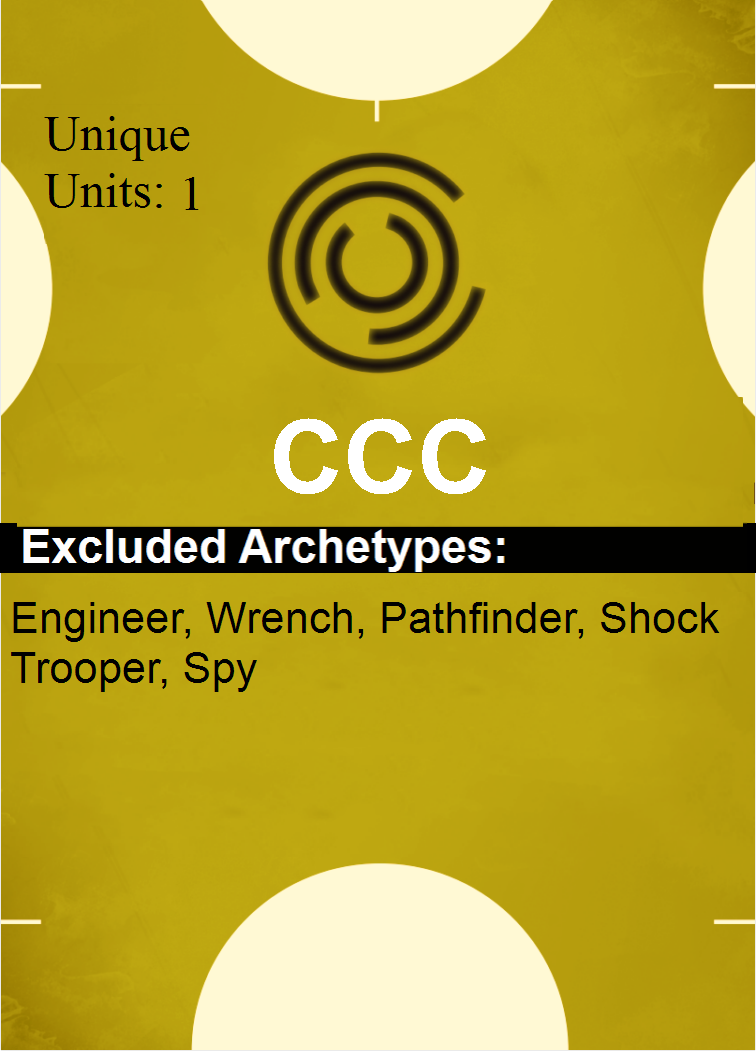 Unique
Units: 1
CCC
Excluded Archetypes:
Engineer, Wrench, Pathfinder, Shock
Trooper, Spy